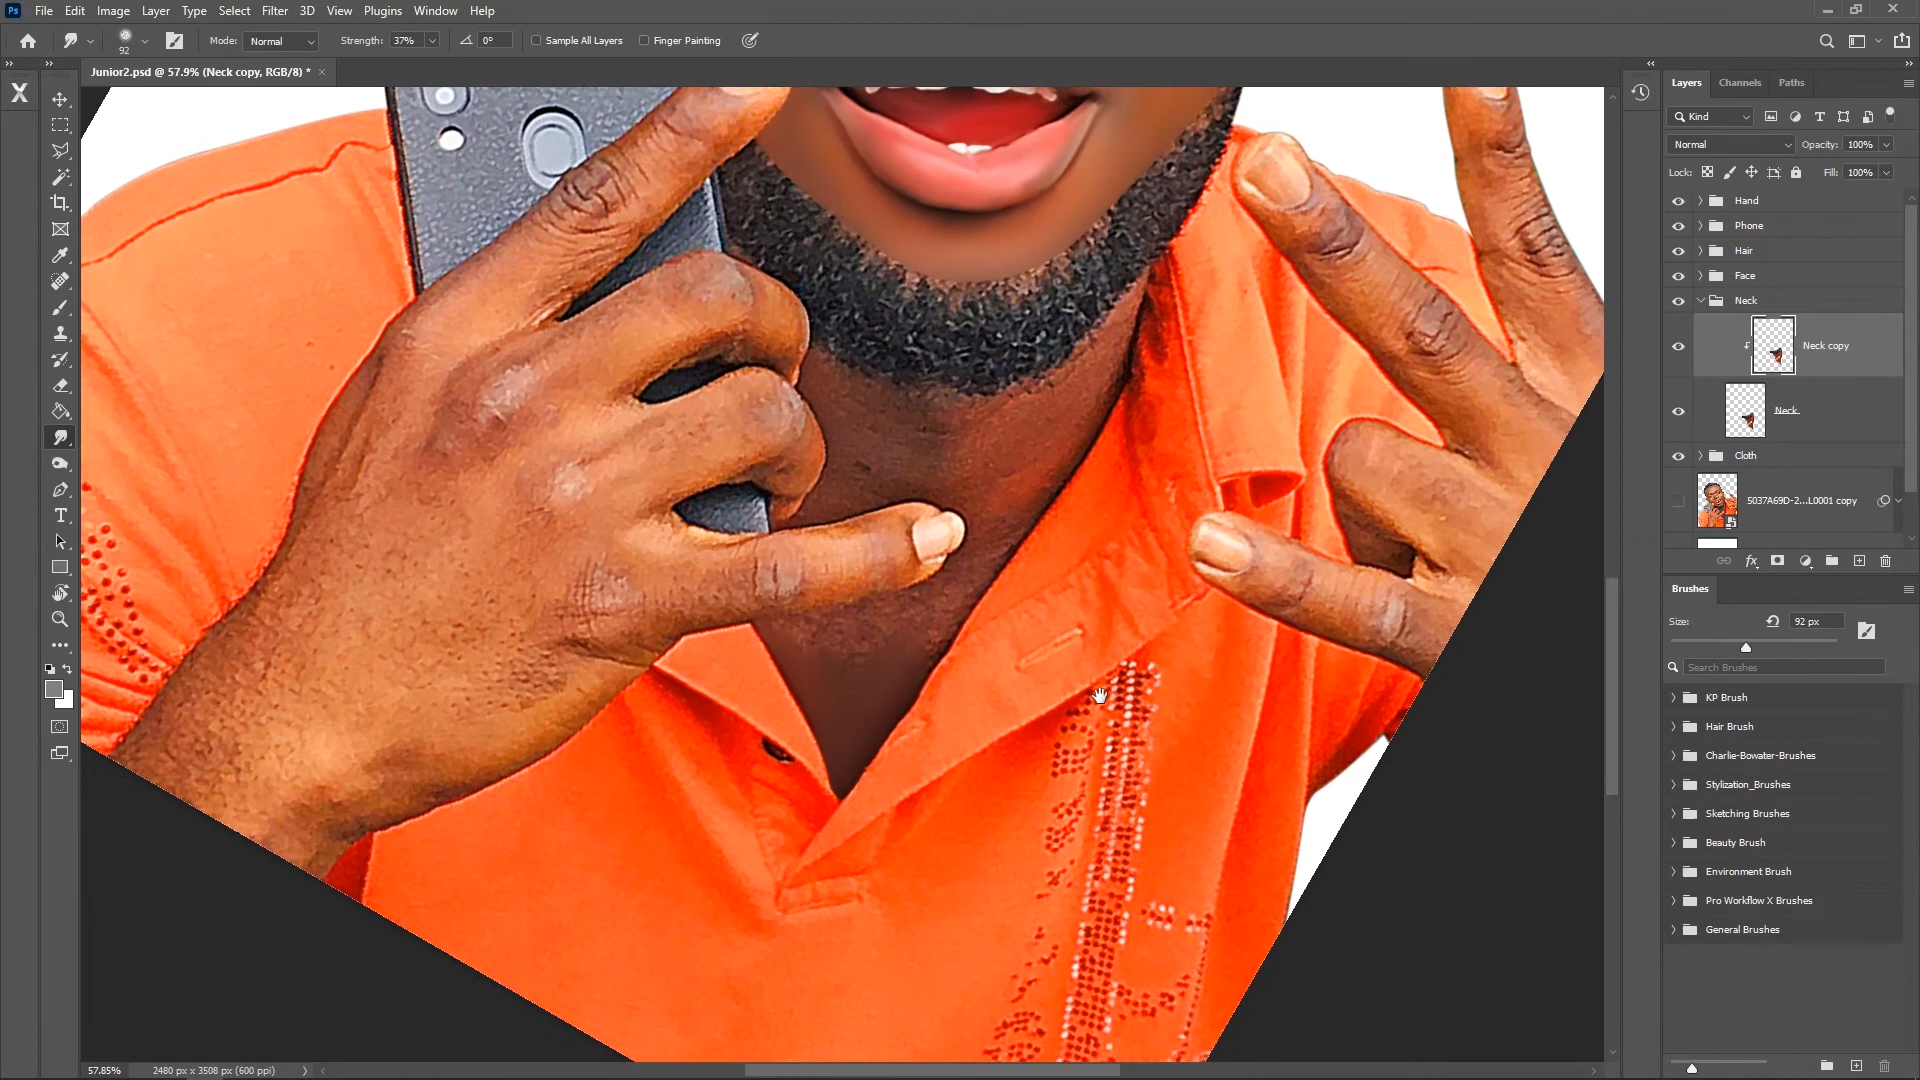 Ps File Edit Image Layer Type Select Filter 3D View Plugins Window Help
92 Mode: Normal Strength: 37% 0° Sample All Layers Finger Painting
Junior2.psd @ 57.9% (Neck copy, RGB/8) * ×
X
T
57.85% 2480 px x 3508 px (600 ppi)
Layers Channels Paths
Kind
Normal Opacity: 100%
Lock: Fill: 100%
Hand
Phone
Hair
Face
Neck
Neck copy
Neck
Cloth
5037A69D-2...L0001 copy
fx
Brushes
Size: 92 px
Search Brushes
KP Brush
Hair Brush
Charlie-Bowater-Brushes
Stylization_Brushes
Sketching Brushes
Beauty Brush
Environment Brush
Pro Workflow X Brushes
General Brushes